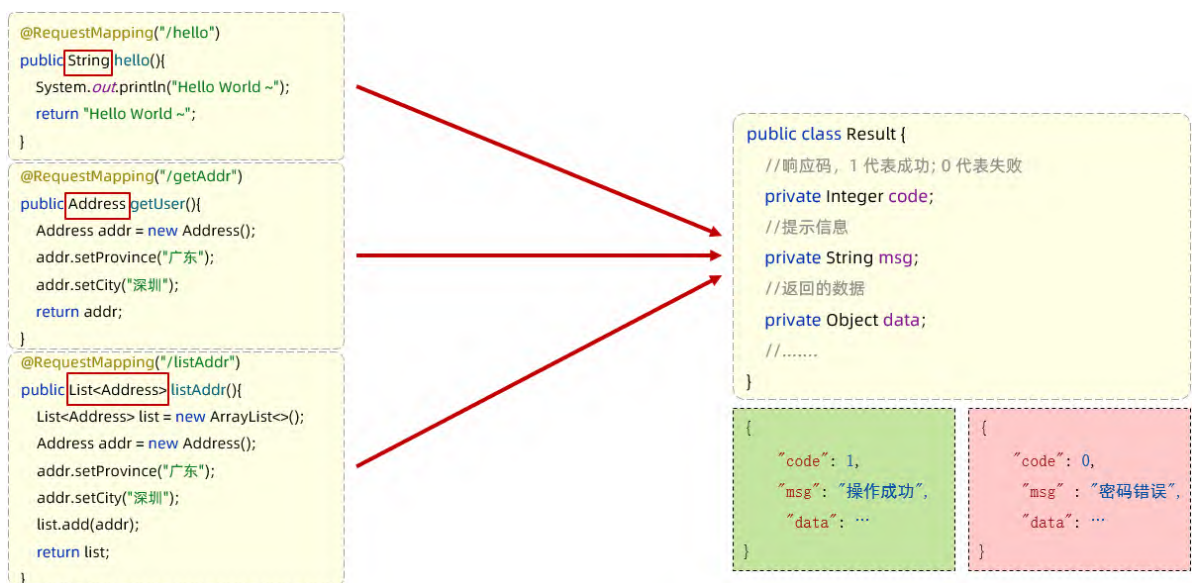 @RequestMapping("/hello")
public String hello(){
System.out.println("Hello World ~");
return "Hello World ~";
}
@RequestMapping("/getAddr")
public Address getUser(){
Address addr = new Address();
addr.setProvince("广东");
addr.setCity("深圳");
return addr;
}
@RequestMapping("/listAddr")
public List<Address> listAddr(){
List<Address> list = new ArrayList<>();
Address addr = new Address();
addr.setProvince("广东");
addr.setCity("深圳");
list.add(addr);
return list;
}
public class Result {
//响应码，1 代表成功; 0 代表失败
private Integer code;
//提示信息
private String msg;
//返回的数据
private Object data;
//.......
}
{
"code": 1,
"msg": "操作成功",
"data": ...
}
{
"code": 0,
"msg" : "密码错误",
"data": ...
}